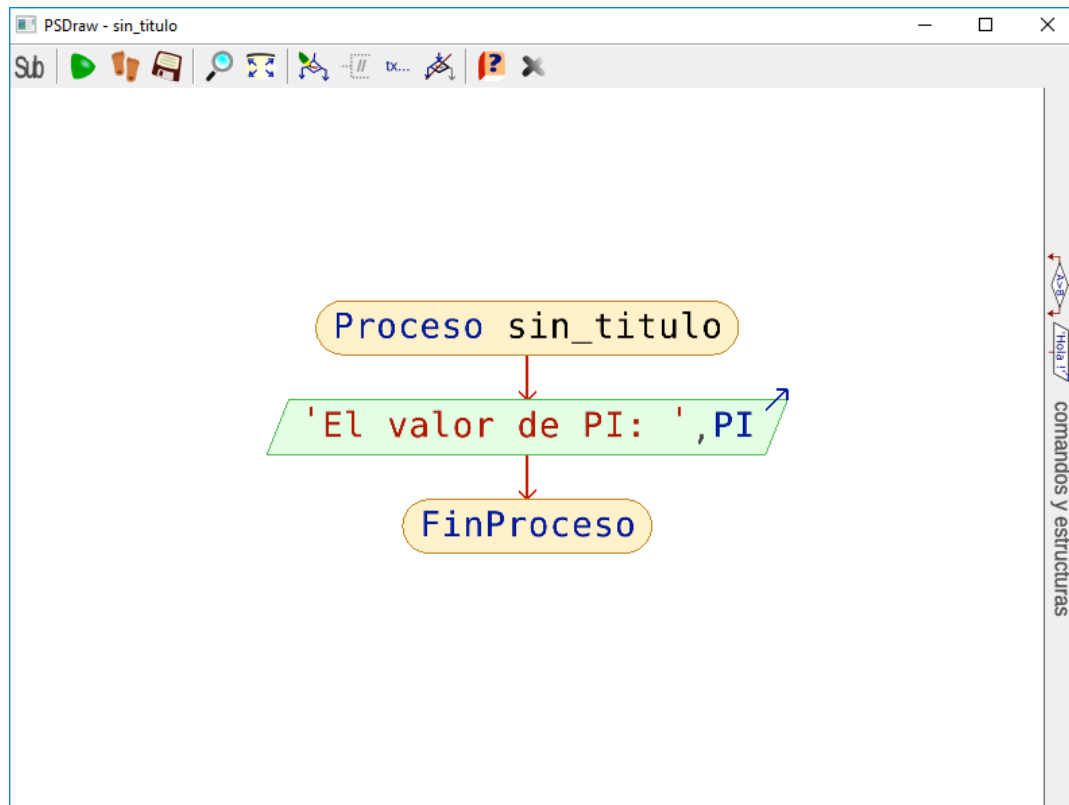 PSDraw - sin_titulo
Sub
tx...
?
Proceso sin_titulo
'El valor de PI: ',PI
FinProceso
A>B
'Hola !'
comandos y estructuras